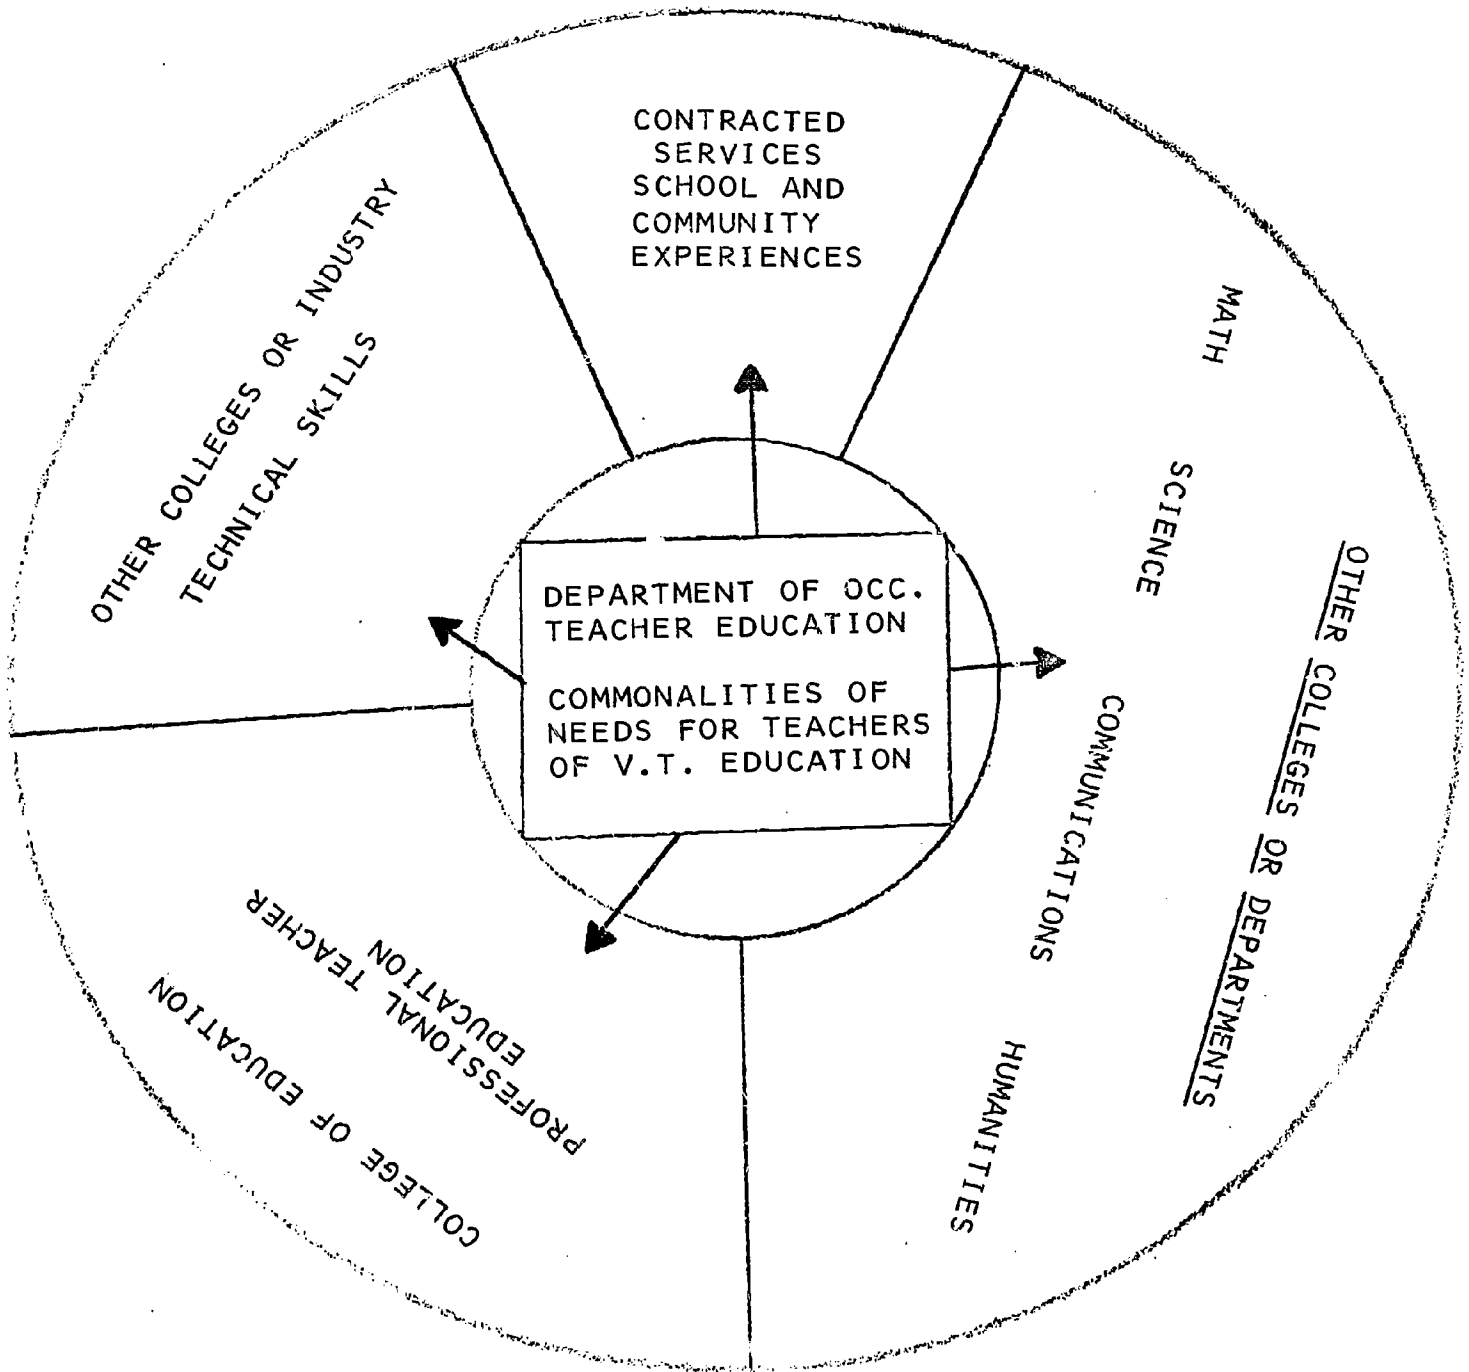 CONTRACTED
SERVICES
SCHOOL AND
COMMUNITY
EXPERIENCES
MATH
SCIENCE
COMMUNICATIONS
HUMANITIES
OTHER COLLEGES OR DEPARTMENTS
PROFESSIONAL TEACHER
EDUCATION
COLLEGE OF EDUCATION
OTHER COLLEGES OR INDUSTRY
TECHNICAL SKILLS
DEPARTMENT OF OCC.
TEACHER EDUCATION
COMMONALITIES OF
NEEDS FOR TEACHERS
OF V.T. EDUCATION